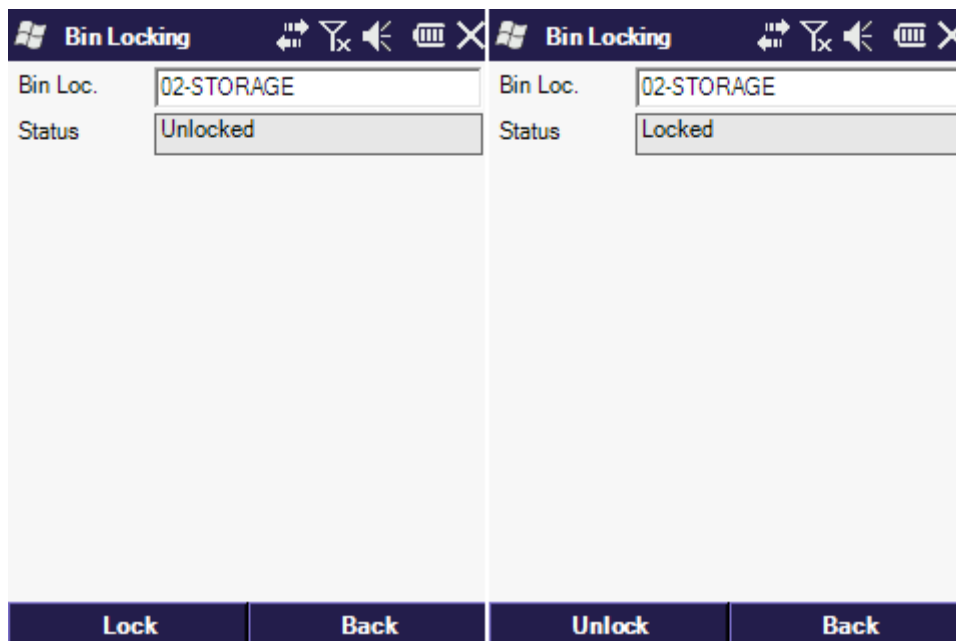 Bin Locking
Bin Loc. 02-STORAGE
Status Unlocked
Lock Back
Bin Locking
Bin Loc. 02-STORAGE
Status Locked
Unlock Back